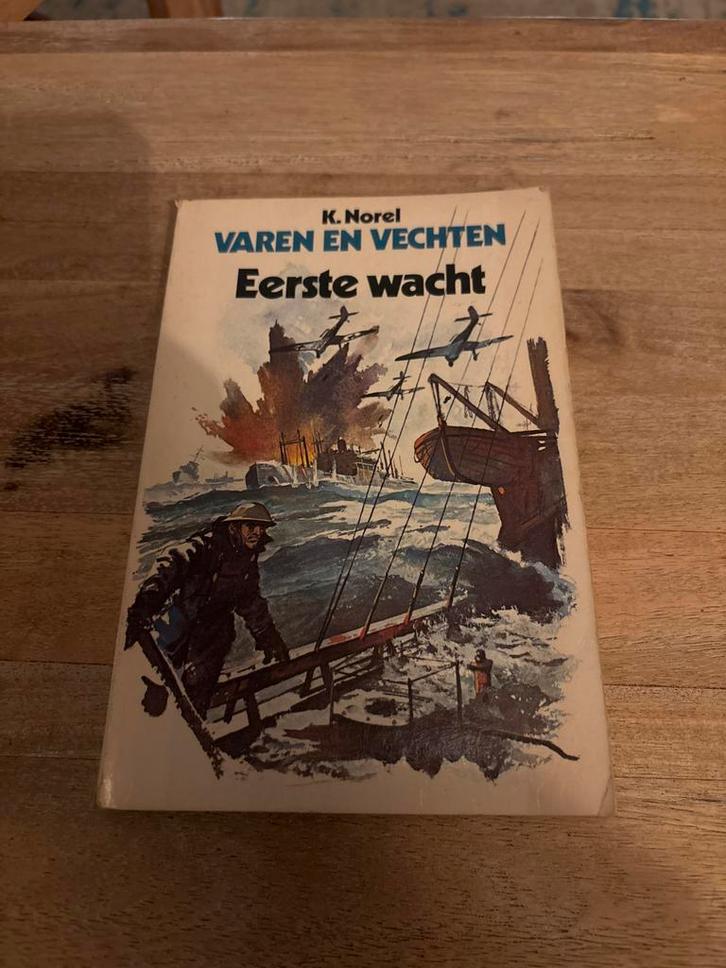 K. Norel
VAREN EN VECHTEN
Eerste wacht